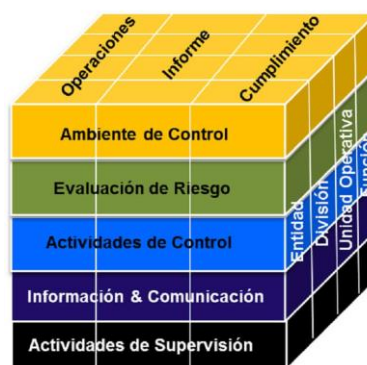 Operaciones
Informe
Cumplimiento
Ambiente de Control
Evaluación de Riesgo
Actividades de Control
Información & Comunicación
Actividades de Supervisión
Entidad
División
Unidad Operativa
Función